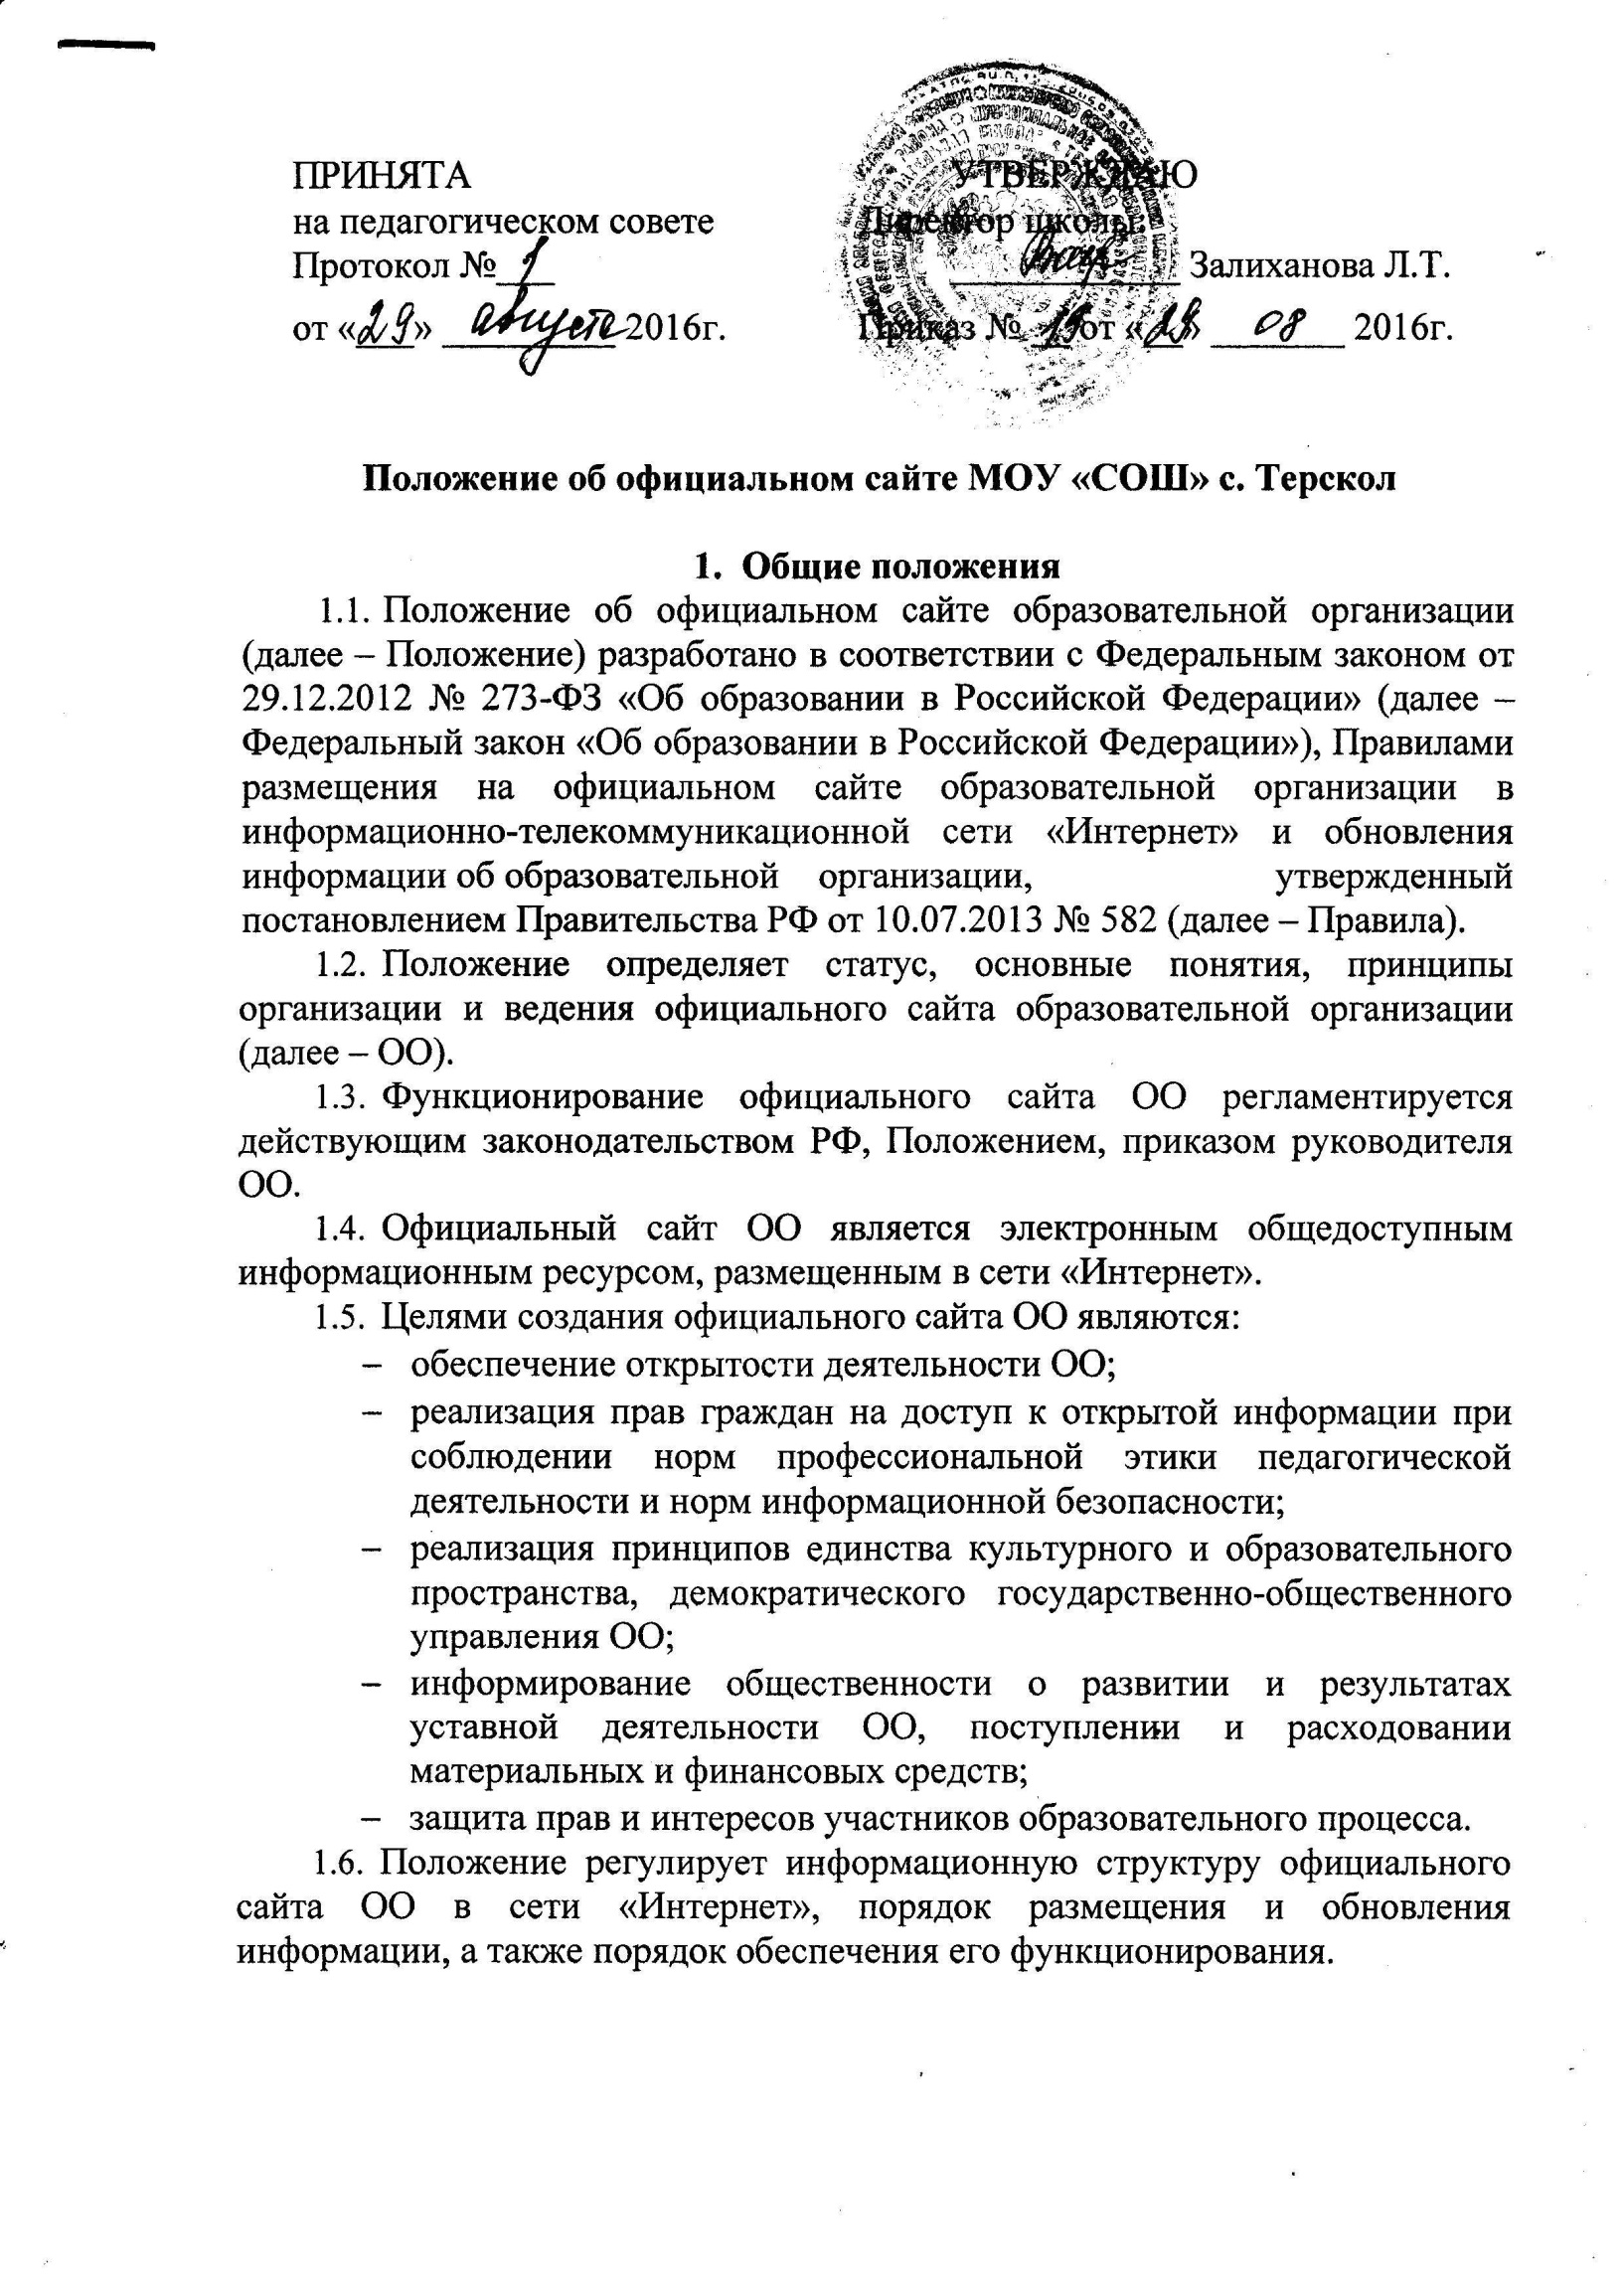 ПРИНЯТА
на педагогическом совете
Протокол № 1
от «29» августа 2016г.
УТВЕРЖДАЮ
Директор школы:
Залиханова Л.Т.
Приказ № 19 от «29» 08 2016г.
Положение об официальном сайте МОУ «СОШ» с. Терскол
1. Общие положения
1.1. Положение об официальном сайте образовательной организации
(далее – Положение) разработано в соответствии с Федеральным законом от
29.12.2012 № 273-ФЗ «Об образовании в Российской Федерации» (далее –
Федеральный закон «Об образовании в Российской Федерации»), Правилами
размещения на официальном сайте образовательной организации в
информационно-телекоммуникационной сети «Интернет» и обновления
информации об образовательной организации, утвержденный
постановлением Правительства РФ от 10.07.2013 № 582 (далее – Правила).
1.2. Положение определяет статус, основные понятия, принципы
организации и ведения официального сайта образовательной организации
(далее – ОО).
1.3. Функционирование официального сайта ОО регламентируется
действующим законодательством РФ, Положением, приказом руководителя
ОО.
1.4. Официальный сайт ОО является электронным общедоступным
информационным ресурсом, размещенным в сети «Интернет».
1.5. Целями создания официального сайта ОО являются:
– обеспечение открытости деятельности ОО;
– реализация прав граждан на доступ к открытой информации при
соблюдении норм профессиональной этики педагогической
деятельности и норм информационной безопасности;
– реализация принципов единства культурного и образовательного
пространства, демократического государственно-общественного
управления ОО;
– информирование общественности о развитии и результатах
уставной деятельности ОО, поступлении и расходовании
материальных и финансовых средств;
– защита прав и интересов участников образовательного процесса.
1.6. Положение регулирует информационную структуру официального
сайта ОО в сети «Интернет», порядок размещения и обновления
информации, а также порядок обеспечения его функционирования.